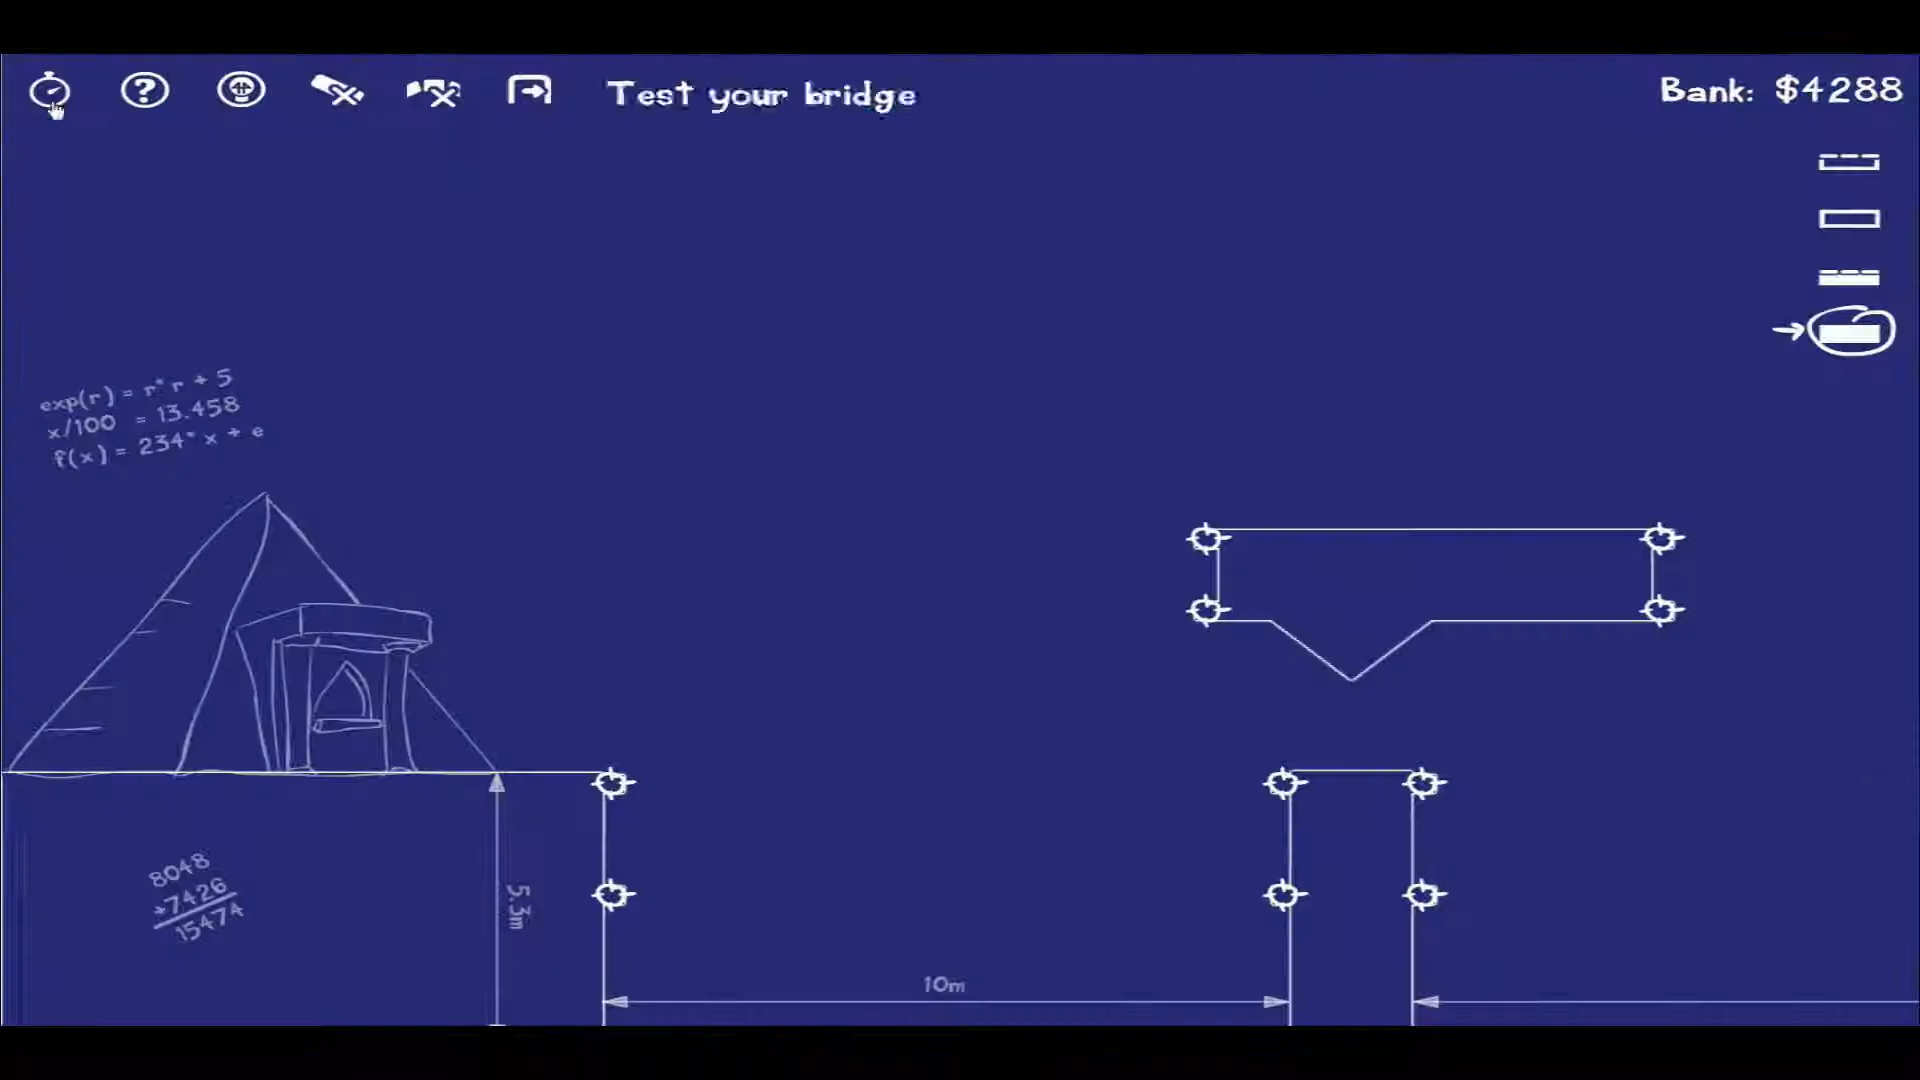 Test your bridge
Bank: $4288
exp(r) = r*r + 5
x/100 = 13.458
f(x) = 234*x + e
8048
+7426
15474
5.3m
10m